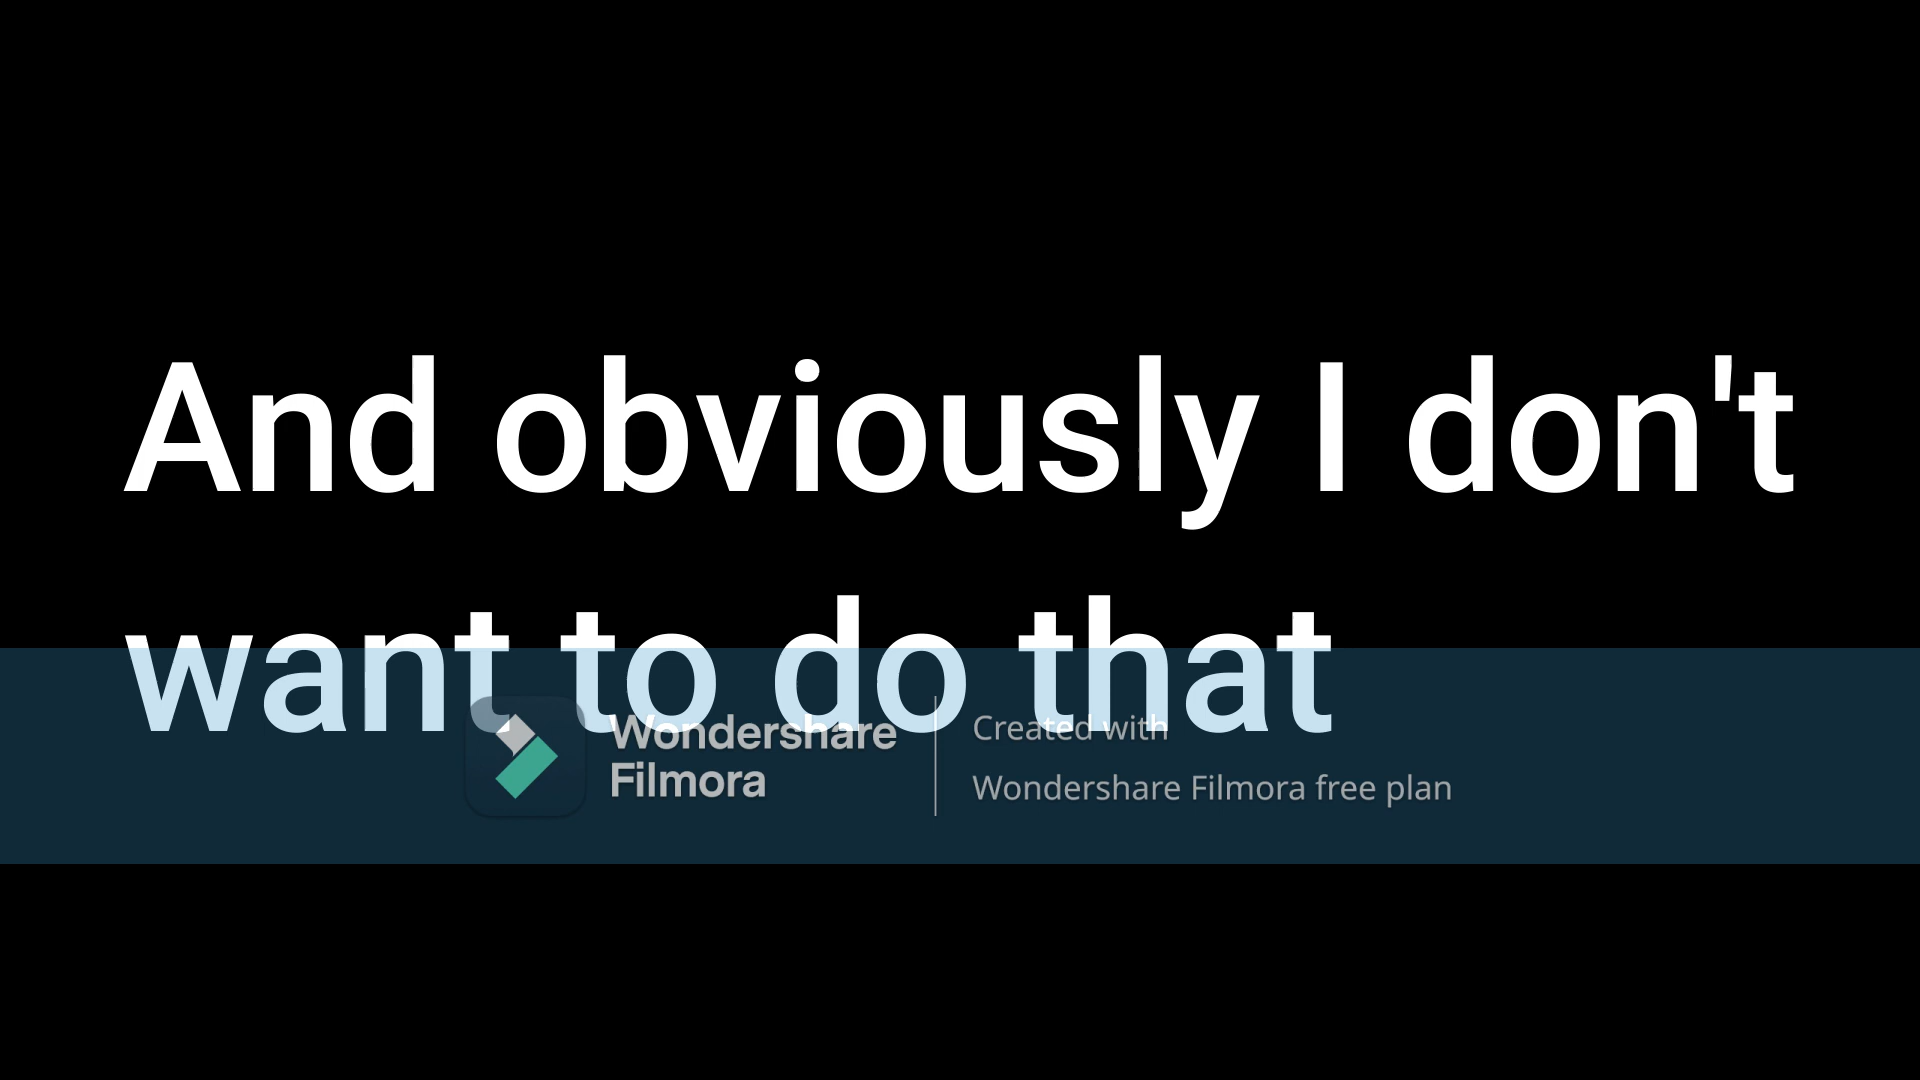 And obviously I don't
want to do that
Wondershare
Filmora
Created with
Wondershare Filmora free plan